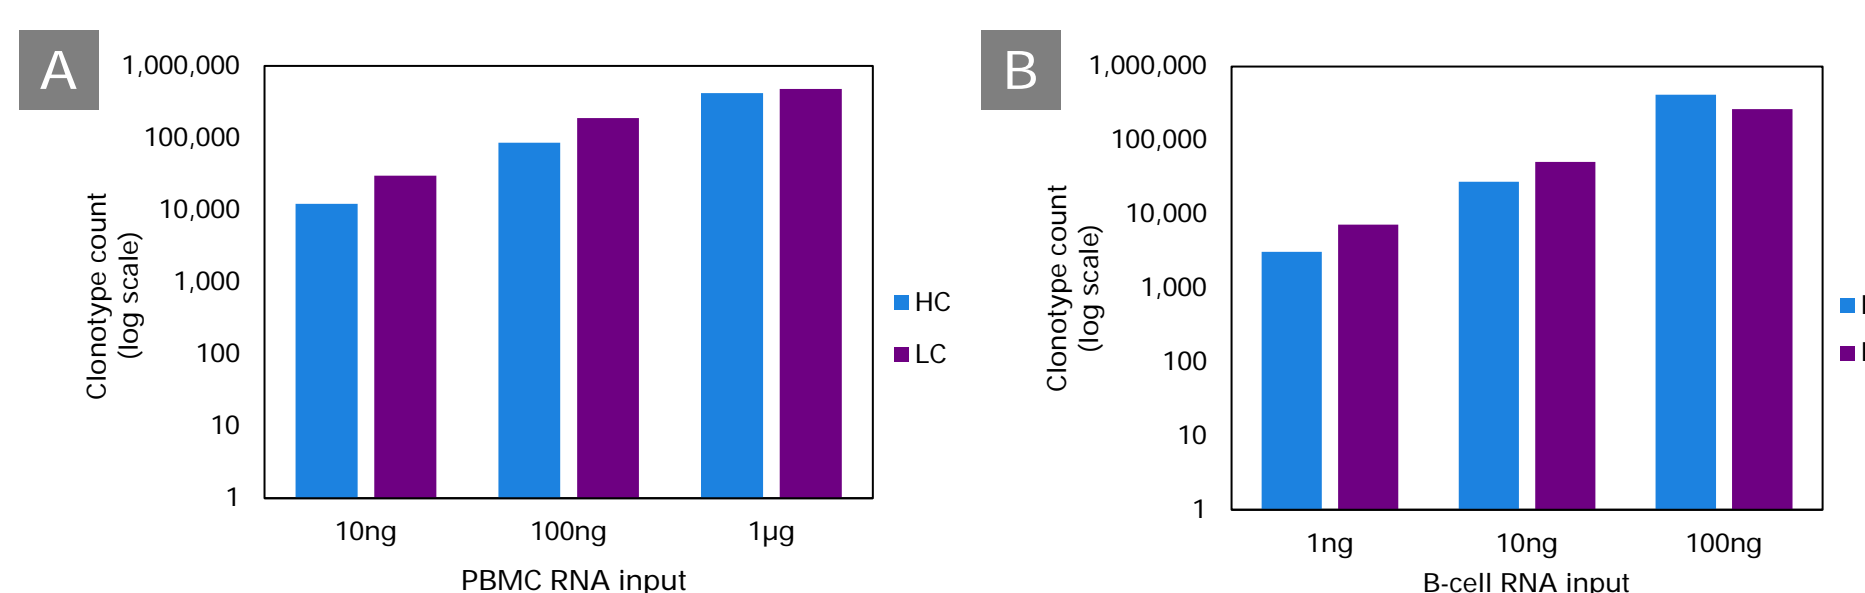 A
1,000,000
100,000
10,000
1,000
100
10
1
Clonotype count
(log scale)
10ng 100ng 1µg
PBMC RNA input
HC
LC
B
1,000,000
100,000
10,000
1,000
100
10
1
Clonotype count
(log scale)
1ng 10ng 100ng
B-cell RNA input